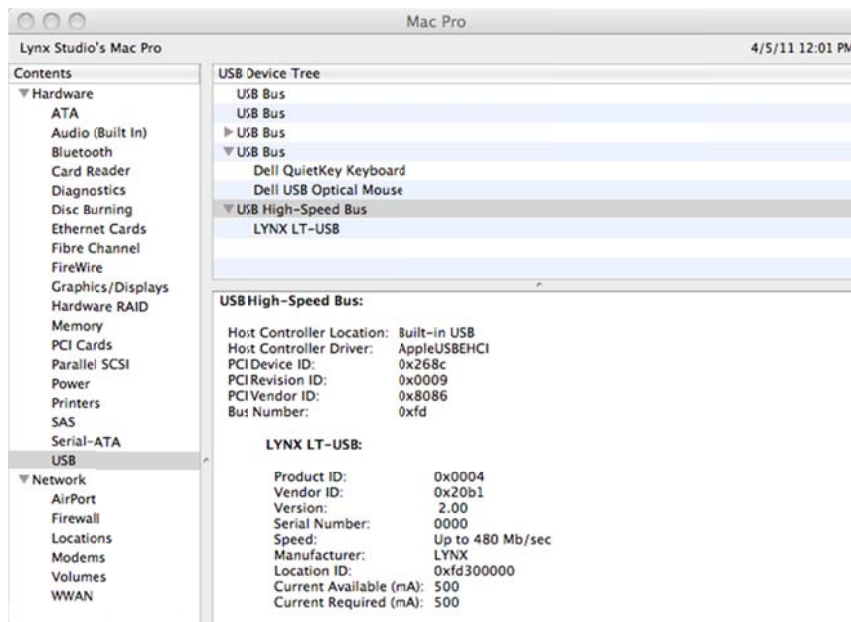 Mac Pro
Lynx Studio's Mac Pro
4/5/11 12:01 PM
Contents
Hardware
ATA
Audio (Built In)
Bluetooth
Card Reader
Diagnostics
Disc Burning
Ethernet Cards
Fibre Channel
FireWire
Graphics/Displays
Hardware RAID
Memory
PCI Cards
Parallel SCSI
Power
Printers
SAS
Serial-ATA
USB
Network
AirPort
Firewall
Locations
Modems
Volumes
WWAN
USB Device Tree
USB Bus
USB Bus
USB Bus
USB Bus
Dell QuietKey Keyboard
Dell USB Optical Mouse
USB High-Speed Bus
LYNX LT-USB
USB High-Speed Bus:
Host Controller Location: Built-in USB
Host Controller Driver: AppleUSBEHCI
PCI Device ID: 0x268c
PCI Revision ID: 0x0009
PCI Vendor ID: 0x8086
Bus Number: 0xfd
LYNX LT-USB:
Product ID: 0x0004
Vendor ID: 0x20b1
Version: 2.00
Serial Number: 0000
Speed: Up to 480 Mb/sec
Manufacturer: LYNX
Location ID: 0xfd300000
Current Available (mA): 500
Current Required (mA): 500